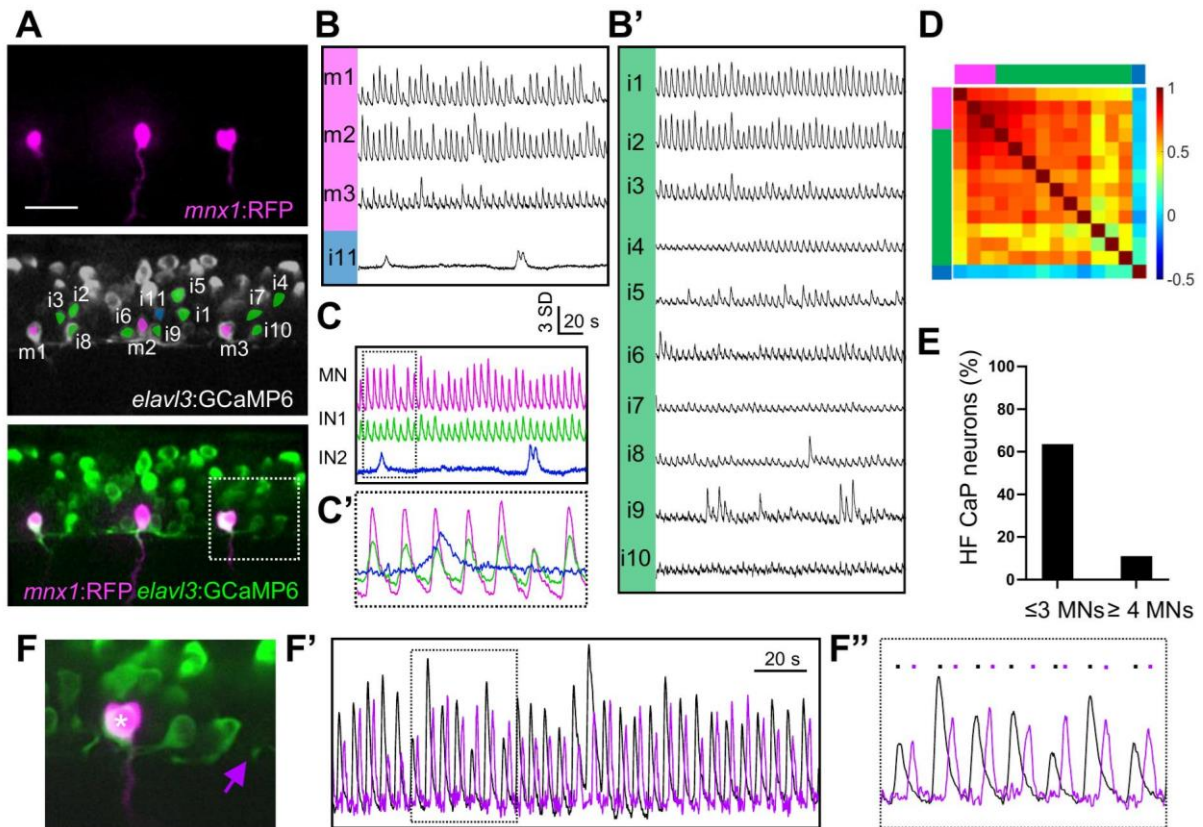 A
mnx1:RFP
i3 i2 i11 i5 i4
i7
i6 i1
i8 i9 i10
m1 m2 m3
elavl3:GCaMP6
mnx1:RFP elavl3:GCaMP6
B
m1
m2
m3
i11
3 SD
20 s
C
MN
IN1
IN2
C'
B'
i1
i2
i3
i4
i5
i6
i7
i8
i9
i10
D
1
0.5
0
-0.5
E
HF CaP neurons (%)
100
80
60
40
20
0
≤3 MNs ≥ 4 MNs
F
*
F'
20 s
F"